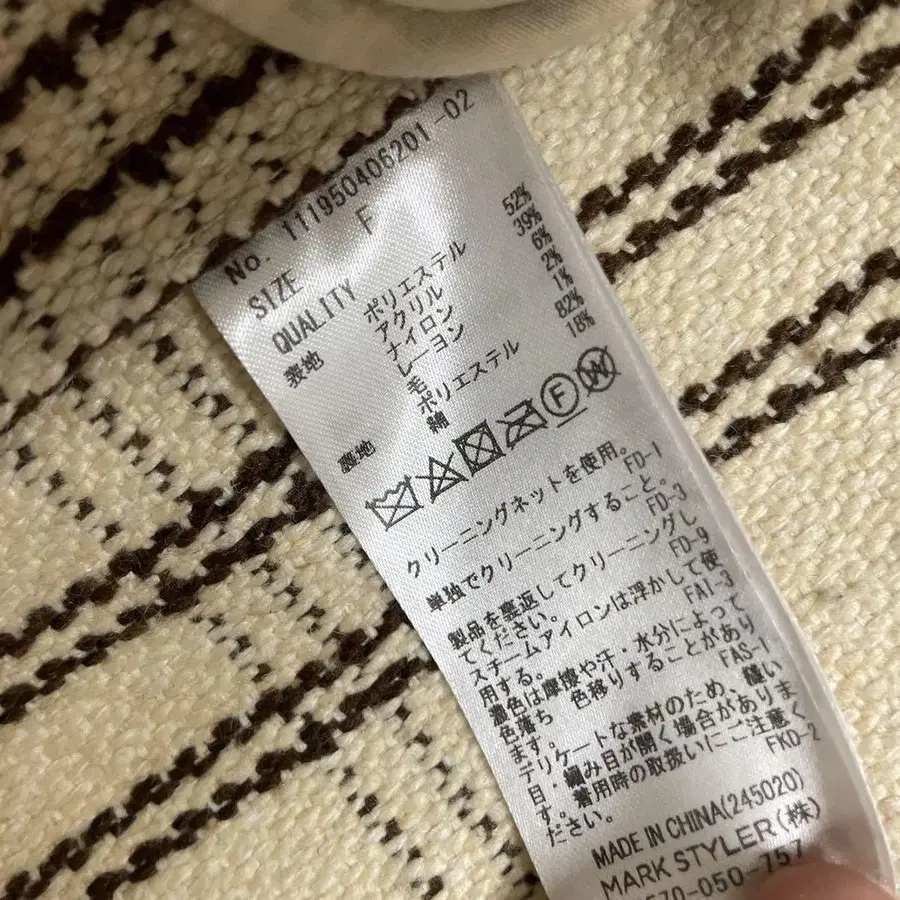 No. 111950406201 -02
SIZE F
QUALITY
表地 ポリエステル 52%
アクリル 39%
ナイロン 6%
レーヨン 2%
毛 1%
裏地 ポリエステル 82%
綿 18%
F W
クリーニングネットを使用。 FD-1
単独でクリーニングすること。 FD-3
製品を裏返してクリーニングし
てください。 FD-9
スチームアイロンは浮かして使
用する。 FAI-3
濃色は摩擦や汗・水分によって
色落ち 色移りすることがあり
ます。 FAS-1
デリケートな素材のため、縫い
目・編み目が開く場合がありま
す。着用時の取扱いにご注意く
ださい。 FKD-2
MADE IN CHINA(245020)
MARK STYLER(株)
570-050-757